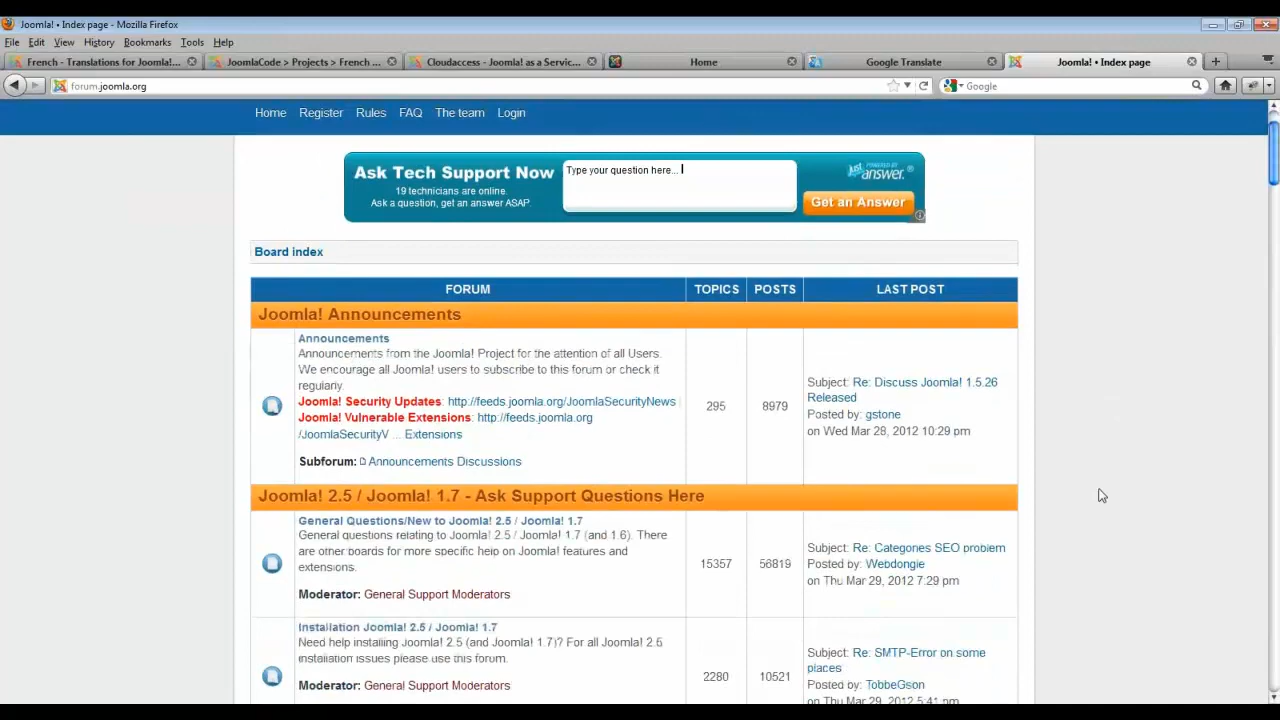 Joomla! • Index page - Mozilla Firefox
File Edit View History Bookmarks Tools Help
French - Translations for Joomla!... JoomlaCode > Projects > French ... Cloudaccess - Joomla! as a Servic... Home Google Translate Joomla! • Index page
forum.joomla.org Google
Home Register Rules FAQ The team Login
Ask Tech Support Now
19 technicians are online.
Ask a question, get an answer ASAP.
Type your question here...
POWERED BY
just answer.®
Get an Answer
Board index
FORUM TOPICS POSTS LAST POST
Joomla! Announcements
Announcements
Announcements from the Joomla! Project for the attention of all Users.
We encourage all Joomla! users to subscribe to this forum or check it
regularly.
Joomla! Security Updates: http://feeds.joomla.org/JoomlaSecurityNews
Joomla! Vulnerable Extensions: http://feeds.joomla.org
/JoomlaSecurityV ... Extensions
Subforum: Announcements Discussions
295 8979
Subject: Re: Discuss Joomla! 1.5.26
Released
Posted by: gstone
on Wed Mar 28, 2012 10:29 pm
Joomla! 2.5 / Joomla! 1.7 - Ask Support Questions Here
General Questions/New to Joomla! 2.5 / Joomla! 1.7
General questions relating to Joomla! 2.5 / Joomla! 1.7 (and 1.6). There
are other boards for more specific help on Joomla! features and
extensions.
Moderator: General Support Moderators
15357 56819
Subject: Re: Categories SEO problem
Posted by: Webdongle
on Thu Mar 29, 2012 7:29 pm
Installation Joomla! 2.5 / Joomla! 1.7
Need help installing Joomla! 2.5 (and Joomla! 1.7)? For all Joomla! 2.5
installation issues please use this forum.
Moderator: General Support Moderators
2280 10521
Subject: Re: SMTP-Error on some
places
Posted by: TobbeGson
on Thu Mar 29, 2012 5:41 pm